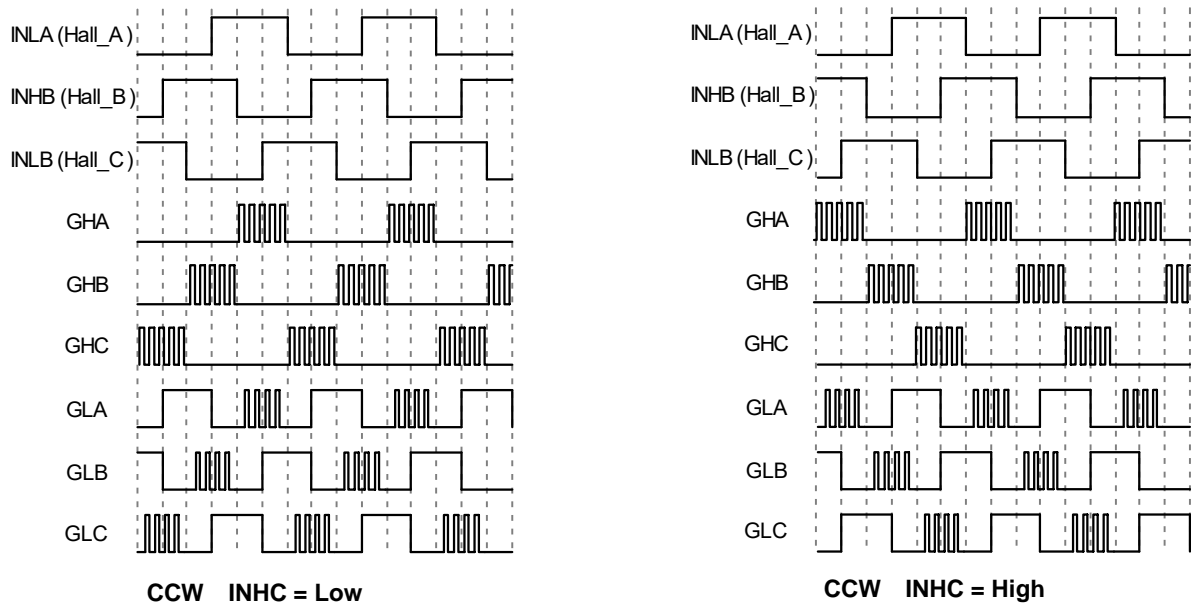 INLA (Hall_A)
INHB (Hall_B)
INLB (Hall_C)
GHA
GHB
GHC
GLA
GLB
GLC
CCW INHC = Low
INLA (Hall_A)
INHB (Hall_B)
INLB (Hall_C)
GHA
GHB
GHC
GLA
GLB
GLC
CCW INHC = High